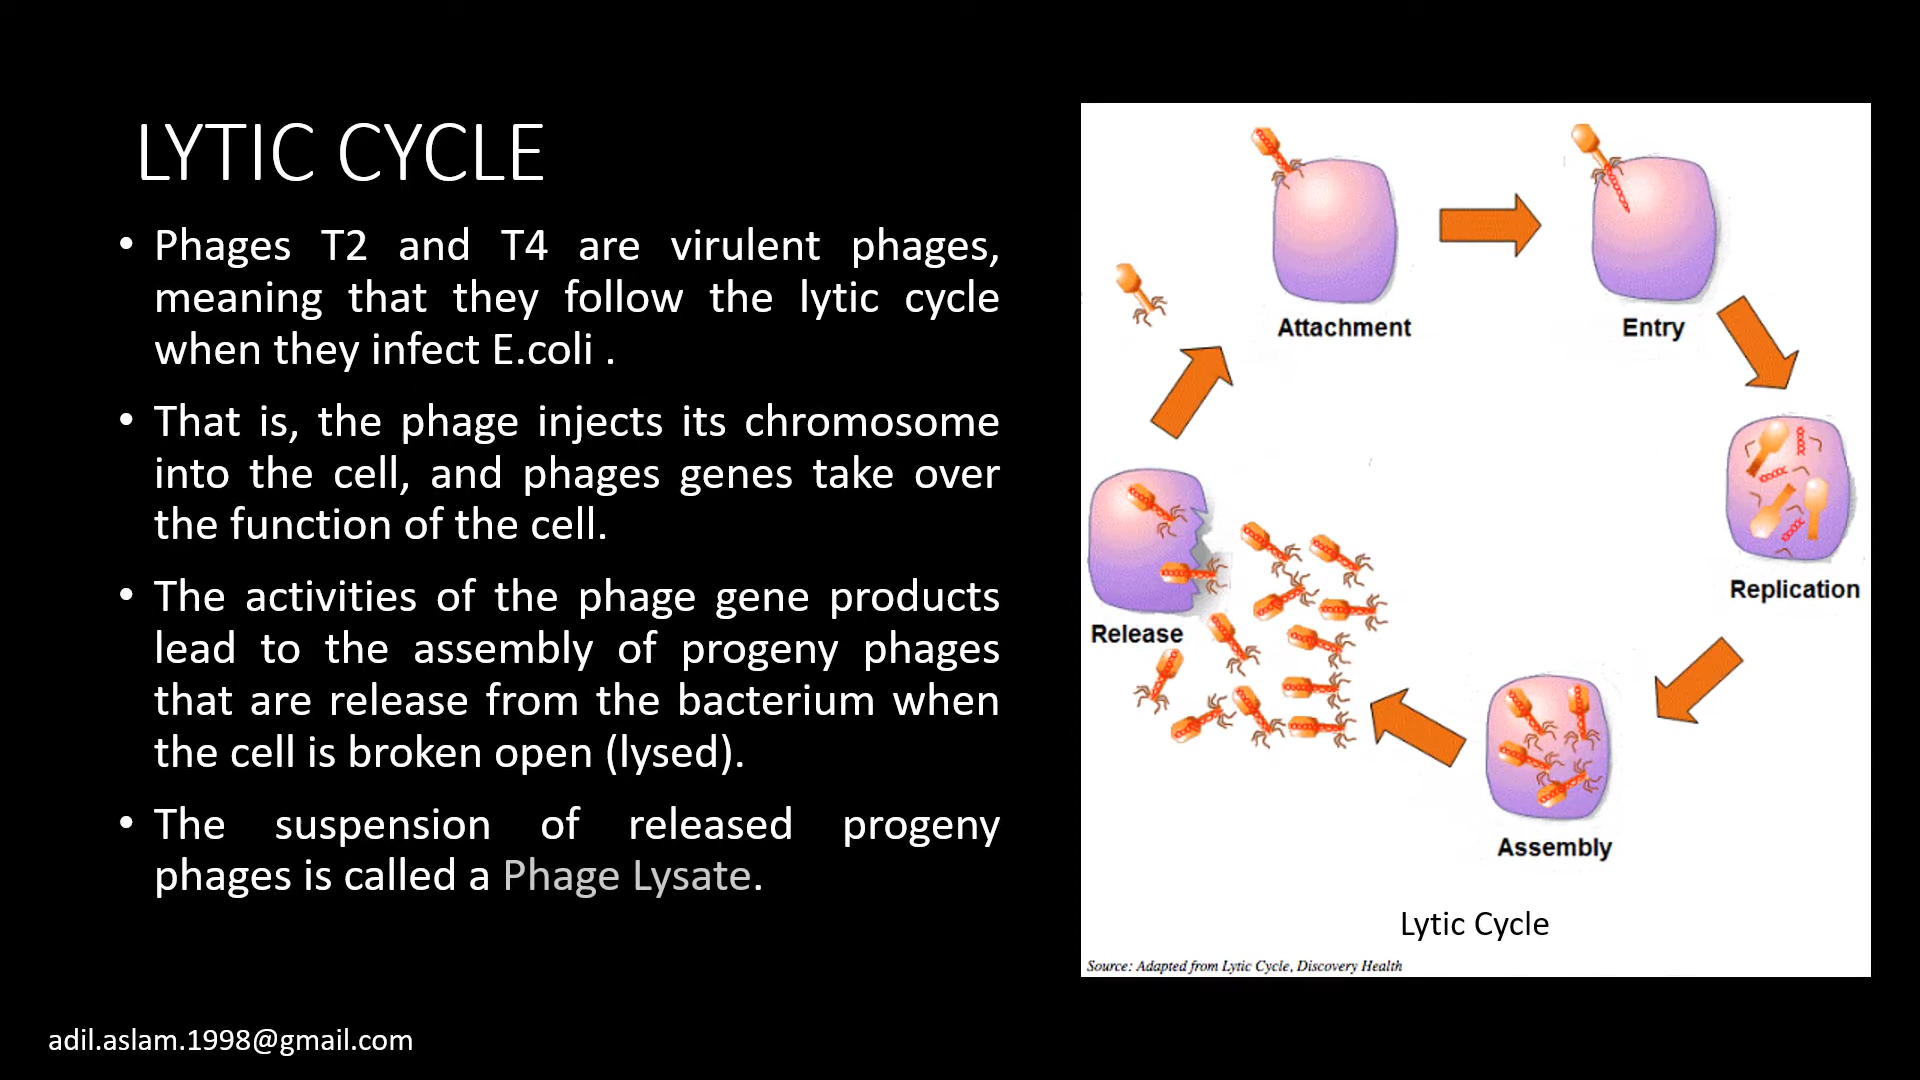 LYTIC CYCLE
• Phages T2 and T4 are virulent phages,
meaning that they follow the lytic cycle
when they infect E.coli .
• That is, the phage injects its chromosome
into the cell, and phages genes take over
the function of the cell.
• The activities of the phage gene products
lead to the assembly of progeny phages
that are release from the bacterium when
the cell is broken open (lysed).
• The suspension of released progeny
phages is called a Phage Lysate.
Attachment
Entry
Replication
Release
Assembly
Lytic Cycle
Source: Adapted from Lytic Cycle, Discovery Health
adil.aslam.1998@gmail.com